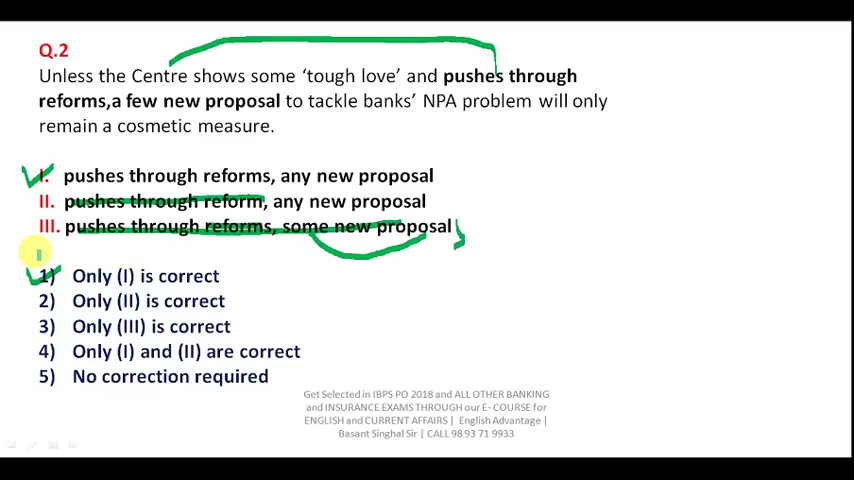 Q.2
Unless the Centre shows some ‘tough love’ and pushes through
reforms,a few new proposal to tackle banks’ NPA problem will only
remain a cosmetic measure.
I. pushes through reforms, any new proposal
II. pushes through reform, any new proposal
III. pushes through reforms, some new proposal
1) Only (I) is correct
2) Only (II) is correct
3) Only (III) is correct
4) Only (I) and (II) are correct
5) No correction required
Get Selected in IBPS PO 2018 and ALL OTHER BANKING
and INSURANCE EXAMS THROUGH our E- COURSE for
ENGLISH and CURRENT AFFAIRS | English Advantage |
Basant Singhal Sir | CALL 98 93 71 9933